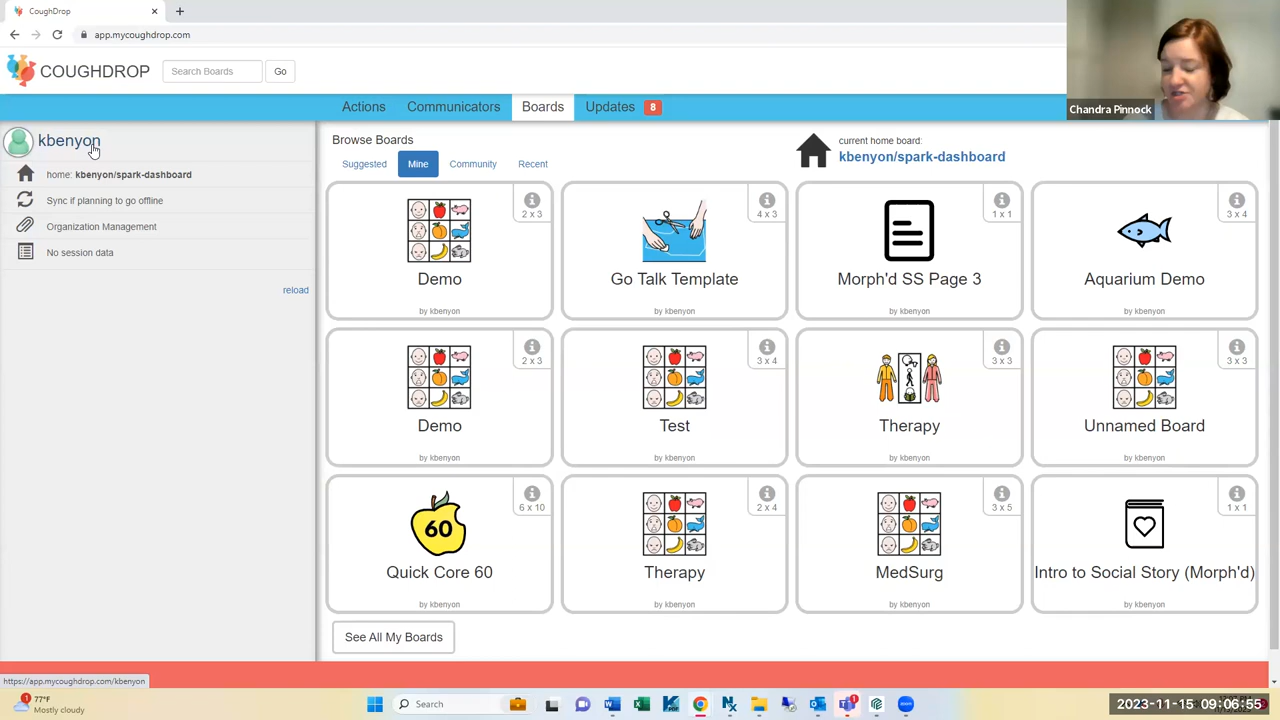 CoughDrop
app.mycoughdrop.com
COUGHDROP
Search Boards
Go
Chandra Pinnock
Actions
Communicators
Boards
Updates 8
kbenyon
home: kbenyon/spark-dashboard
Sync if planning to go offline
Organization Management
No session data
reload
Browse Boards
Suggested
Mine
Community
Recent
current home board:
kbenyon/spark-dashboard
2 x 3
Demo
by kbenyon
4 x 3
Go Talk Template
by kbenyon
1 x 1
Morph'd SS Page 3
by kbenyon
3 x 4
Aquarium Demo
by kbenyon
2 x 3
Demo
by kbenyon
3 x 4
Test
by kbenyon
3 x 3
Therapy
by kbenyon
3 x 3
Unnamed Board
by kbenyon
6 x 10
60
Quick Core 60
by kbenyon
2 x 4
Therapy
by kbenyon
3 x 5
MedSurg
by kbenyon
1 x 1
Intro to Social Story (Morph'd)
by kbenyon
See All My Boards
https://app.mycoughdrop.com/kbenyon
1
77°F
Mostly cloudy
Search
1
2023-11-15 09:06:55